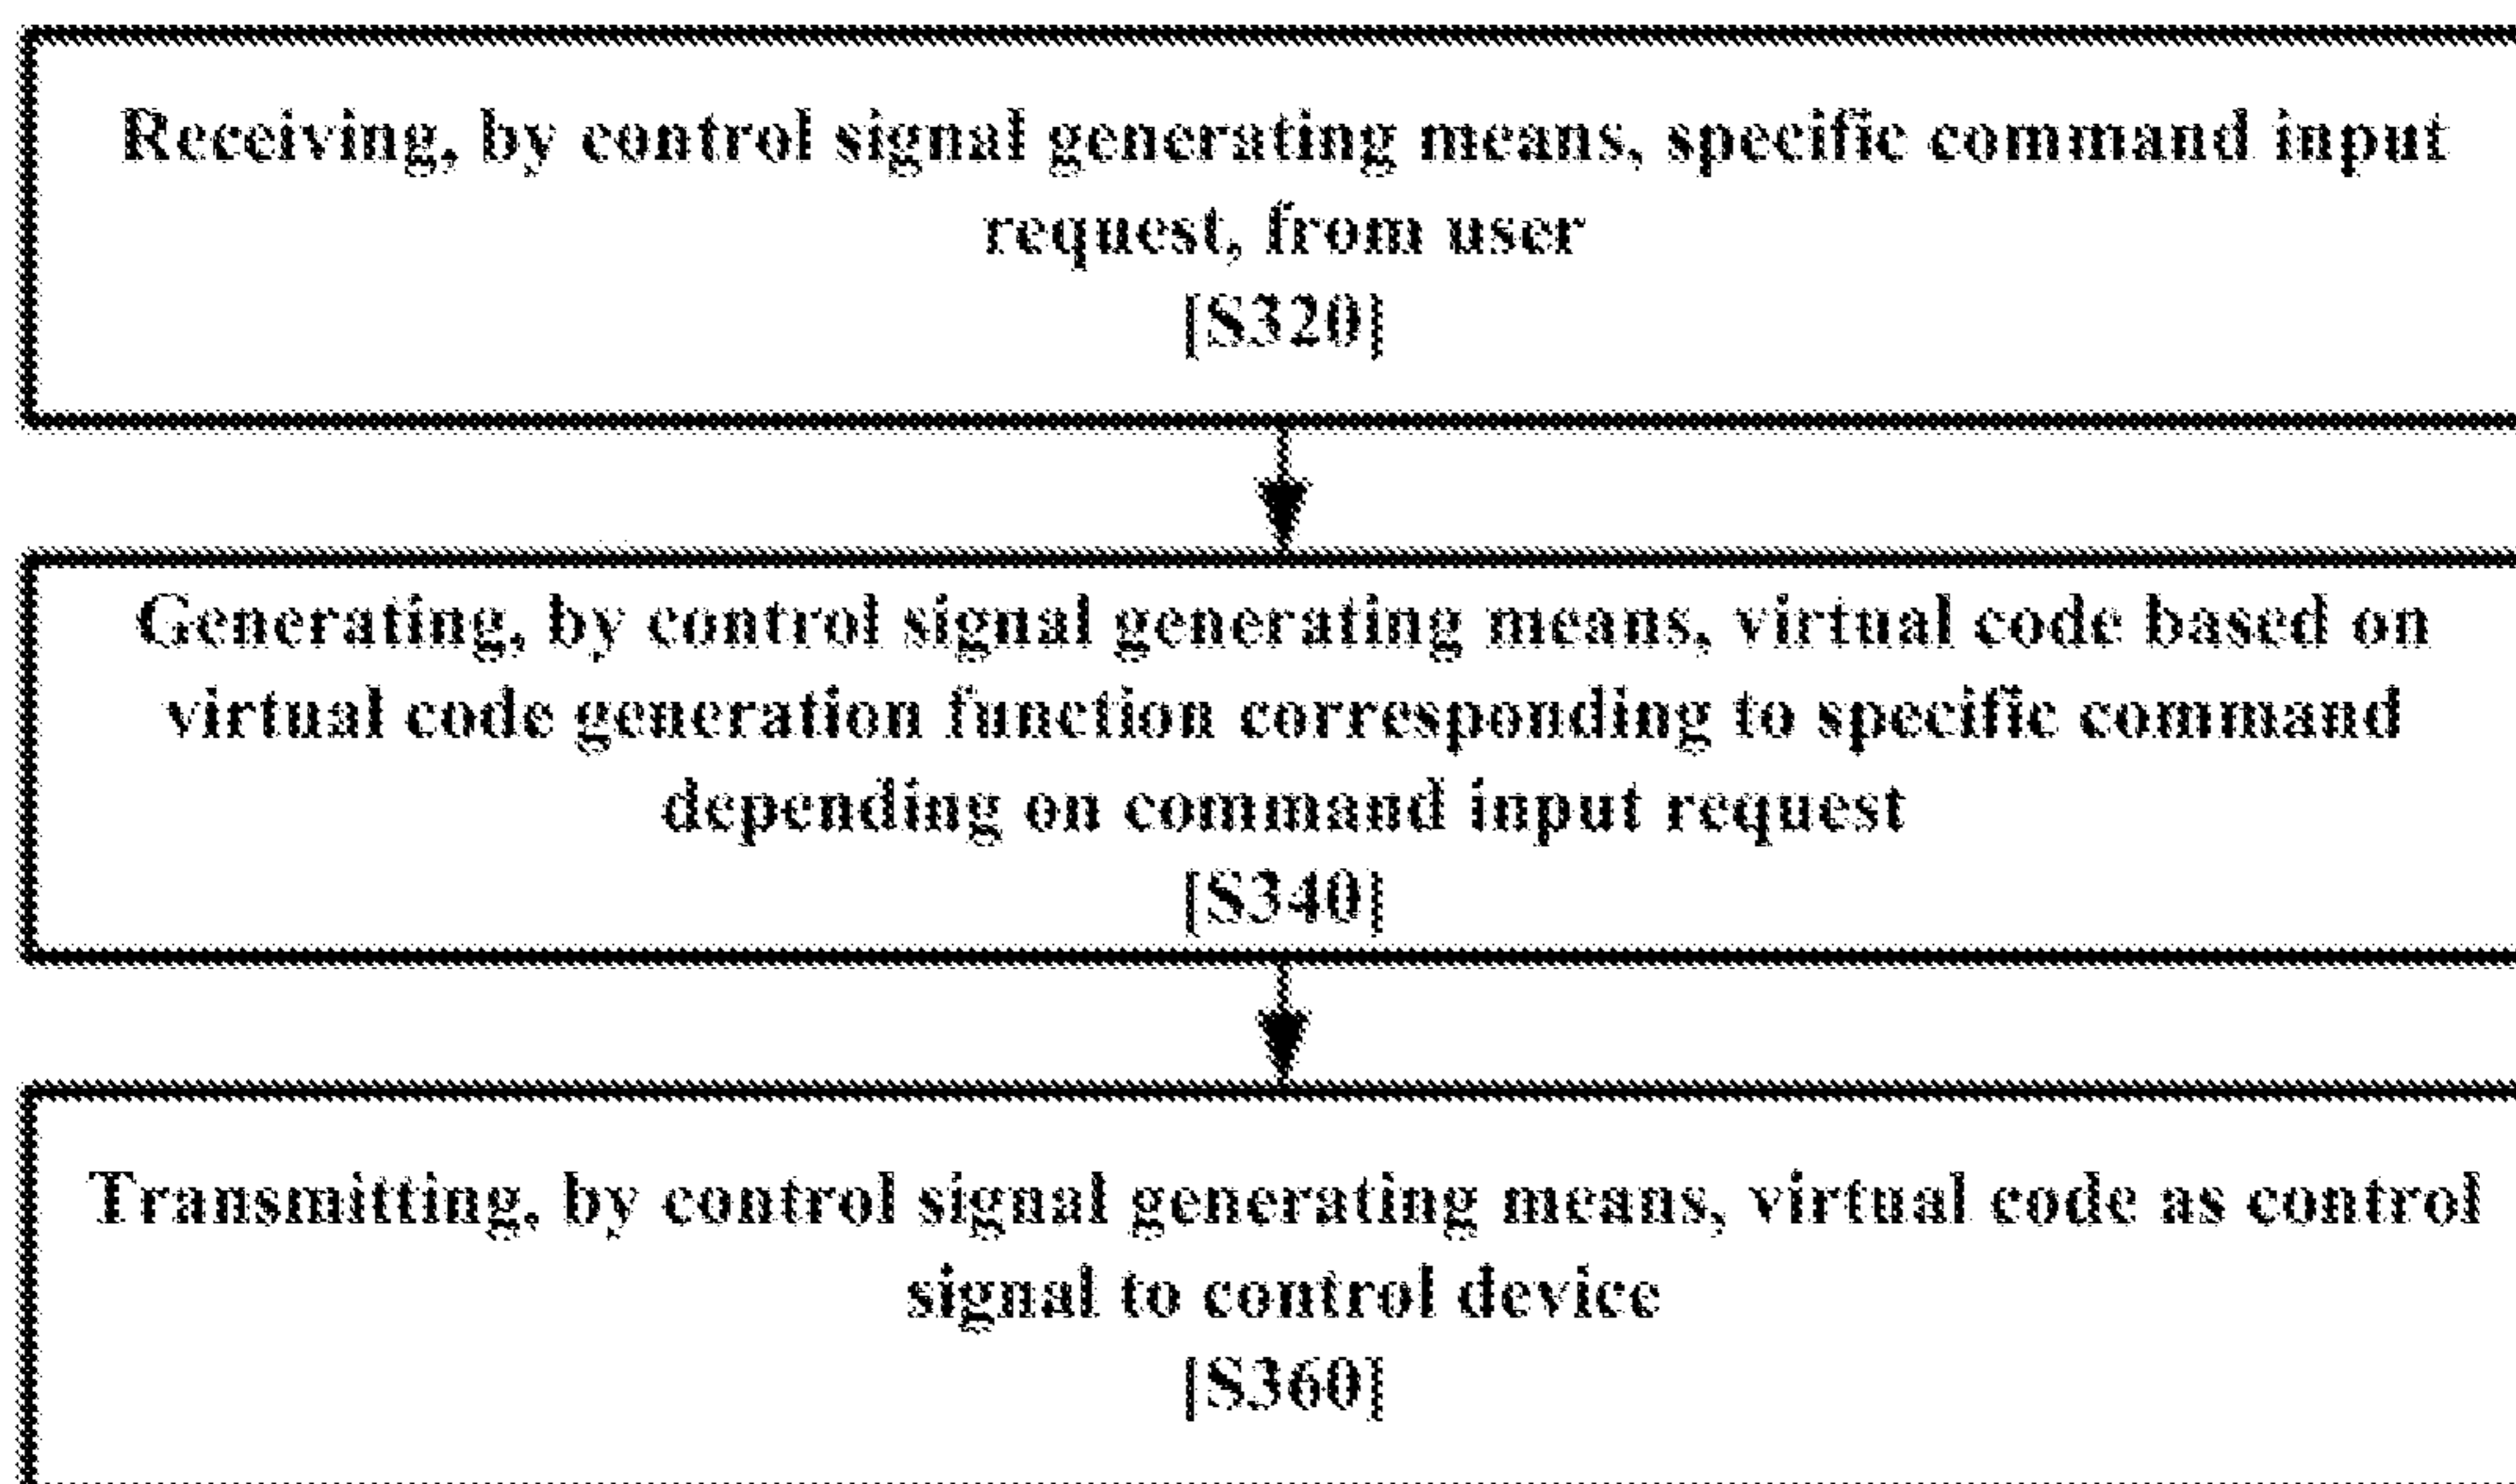 Receiving, by control signal generating means, specific command input
request, from user
[S320]
Generating, by control signal generating means, virtual code based on
virtual code generation function corresponding to specific command
depending on command input request
[S340]
Transmitting, by control signal generating means, virtual code as control
signal to control device
[S360]